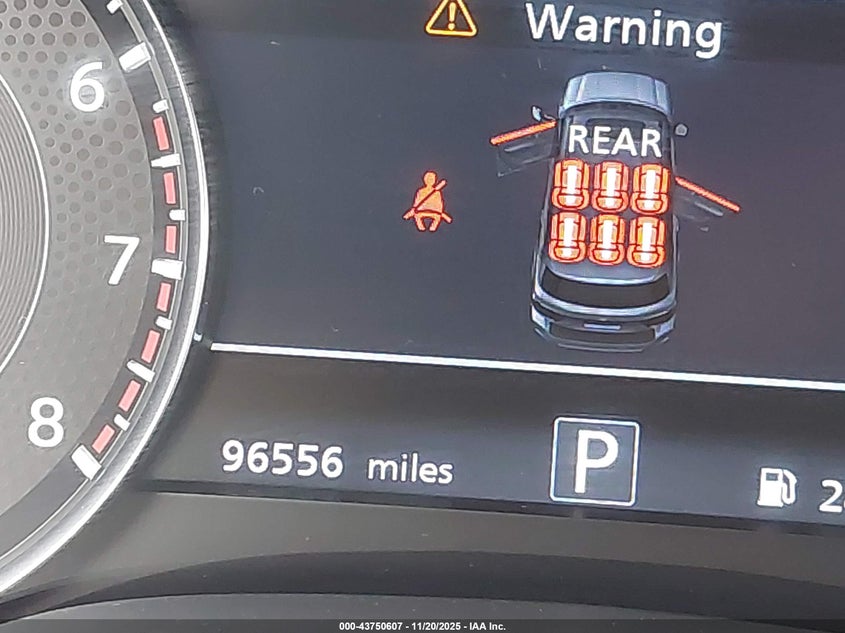 Warning
REAR
6
7
8
96556 miles
P
000-43750607 - 11/20/2025 - IAA Inc.